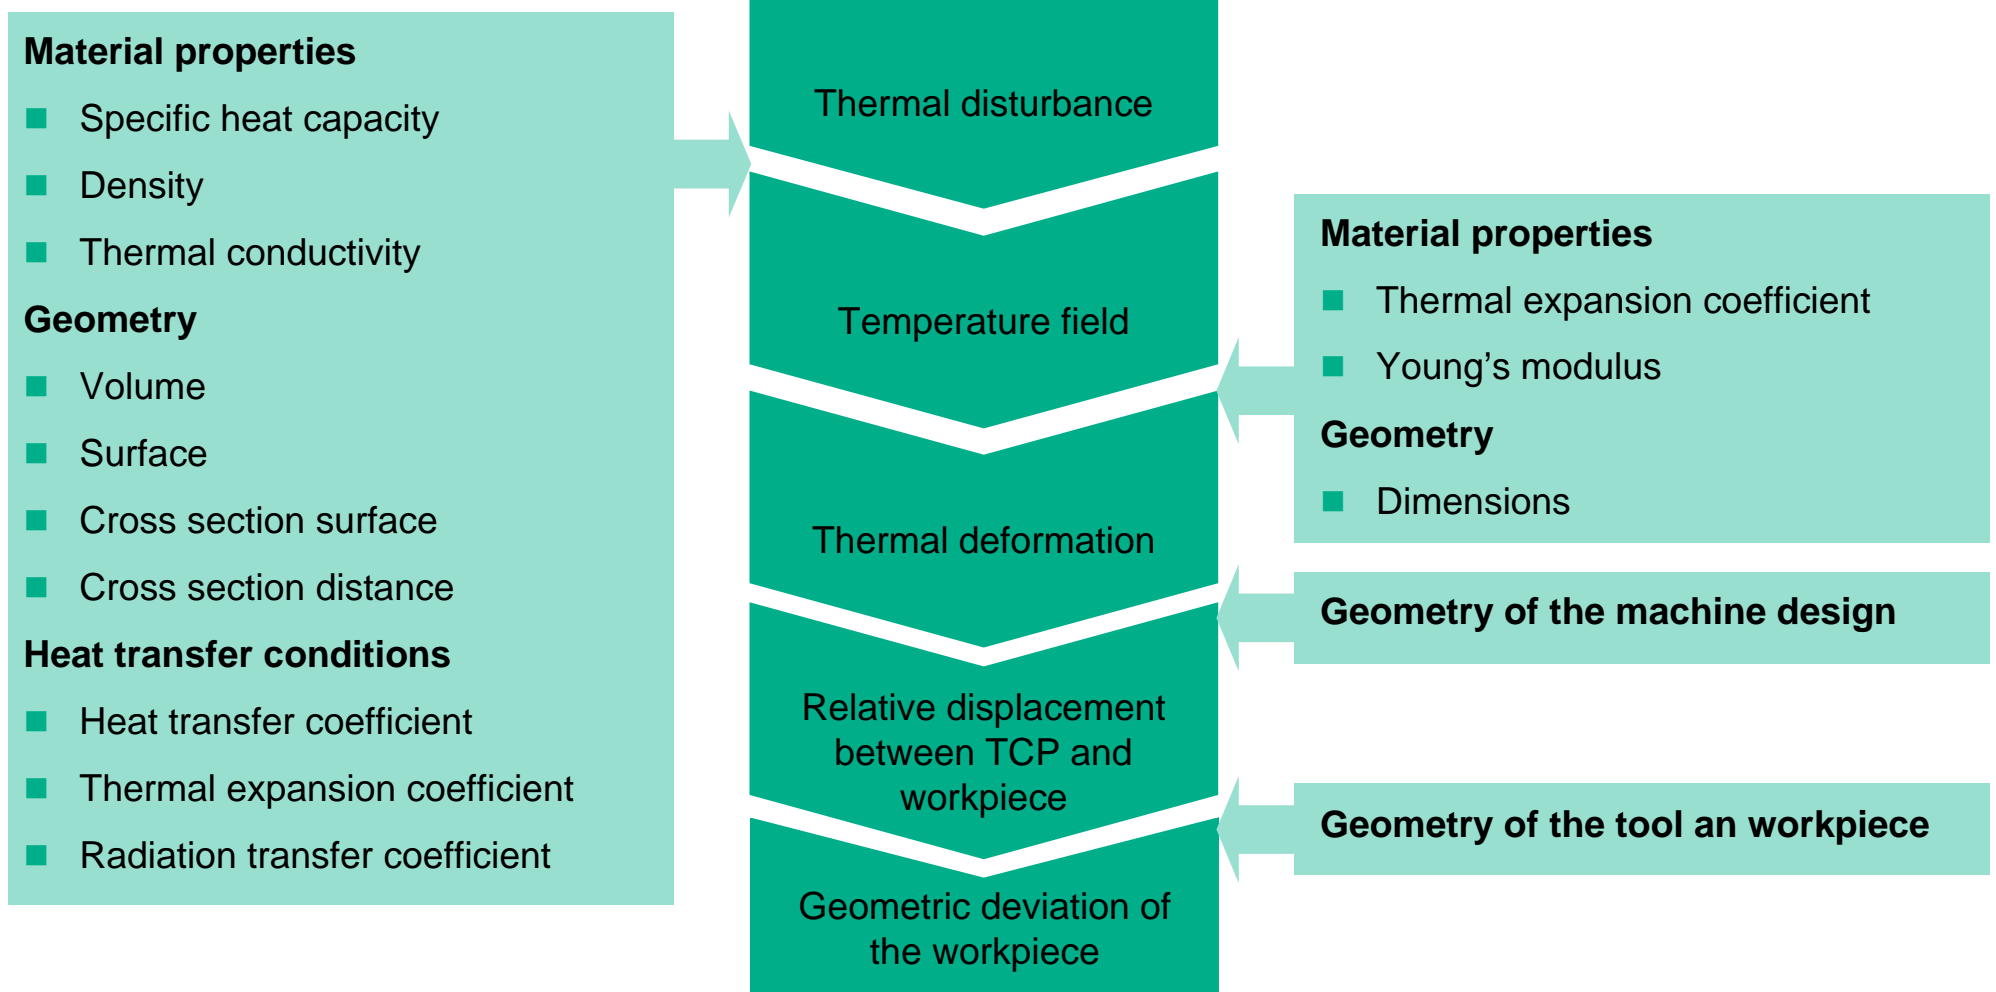 Material properties
Specific heat capacity
Density
Thermal conductivity
Geometry
Volume
Surface
Cross section surface
Cross section distance
Heat transfer conditions
Heat transfer coefficient
Thermal expansion coefficient
Radiation transfer coefficient
Thermal disturbance
Temperature field
Thermal deformation
Relative displacement
between TCP and
workpiece
Geometric deviation of
the workpiece
Material properties
Thermal expansion coefficient
Young's modulus
Geometry
Dimensions
Geometry of the machine design
Geometry of the tool an workpiece